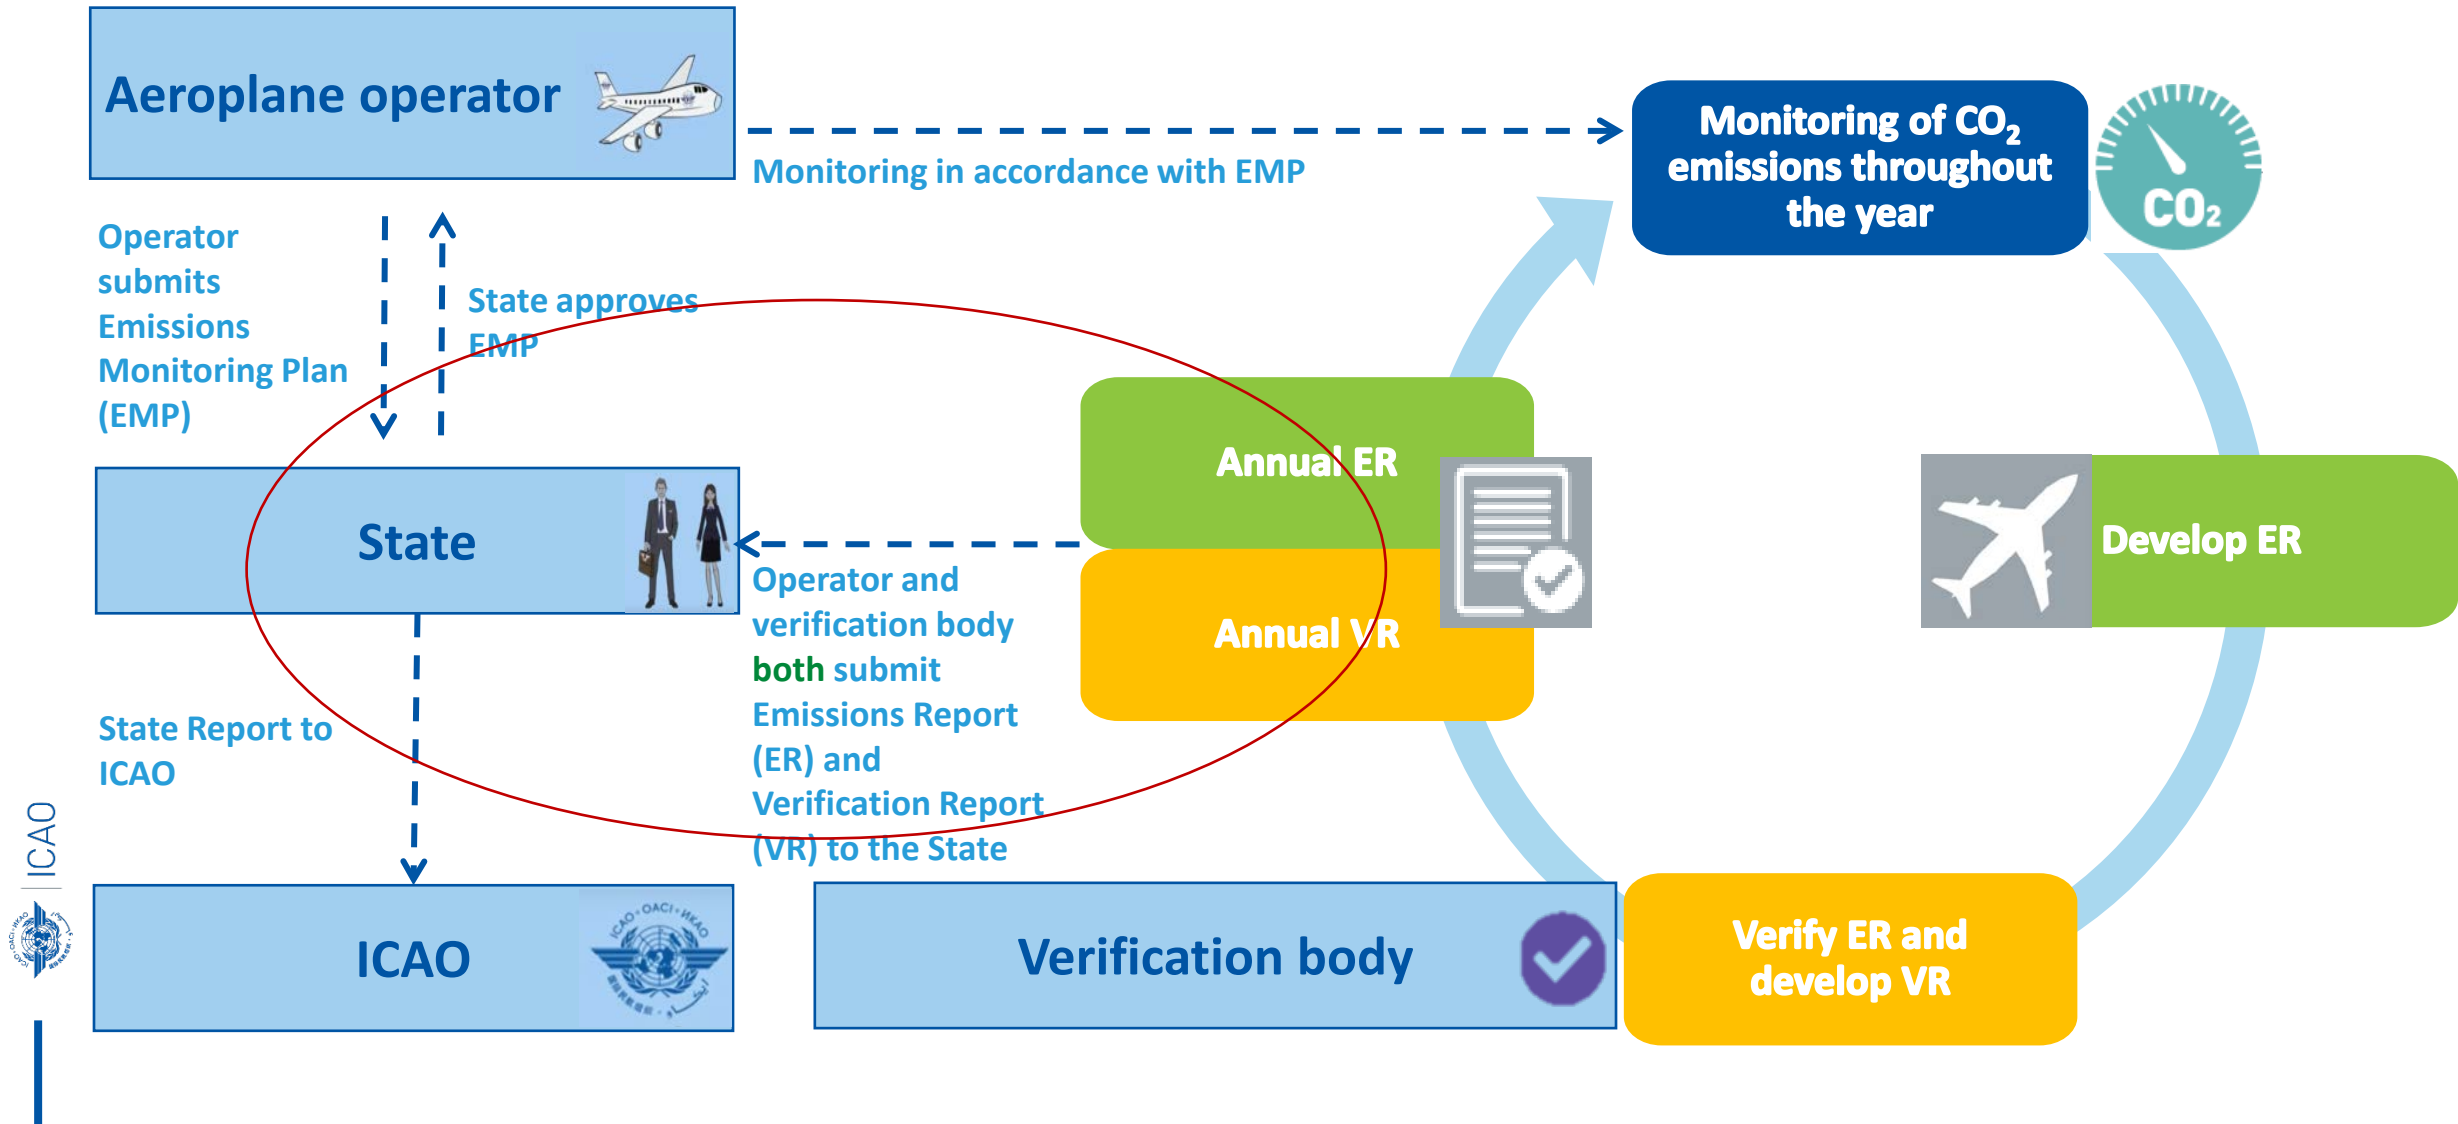 Aeroplane operator
Monitoring in accordance with EMP
Monitoring of CO₂
emissions throughout
the year
CO₂
Operator
submits
Emissions
Monitoring Plan
(EMP)
State approves
EMP
State
Annual ER
Annual VR
Develop ER
Operator and
verification body
both submit
Emissions Report
(ER) and
Verification Report
(VR) to the State
State Report to
ICAO
ICAO
ICAO
ICAO · OACI · ИКАО
Verification body
Verify ER and
develop VR